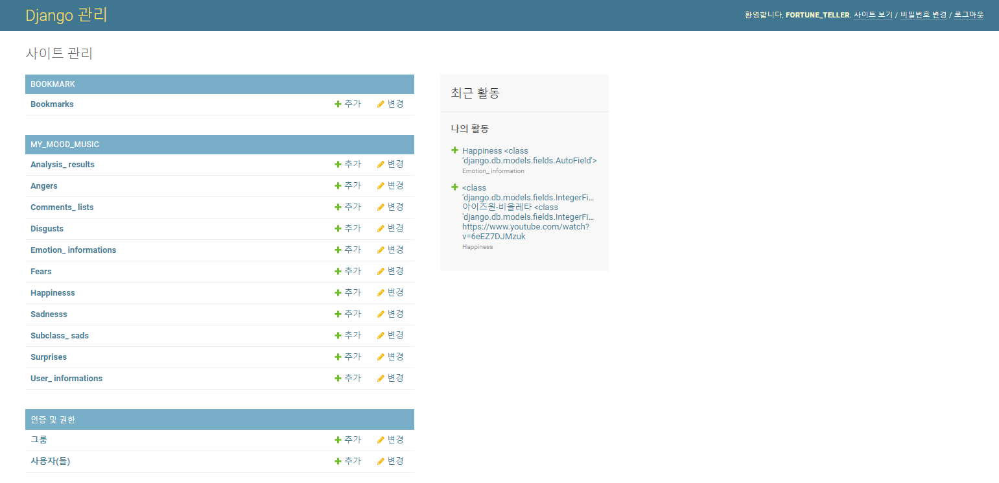 Django 관리
환영합니다, FORTUNE_TELLER. 사이트 보기 / 비밀번호 변경 / 로그아웃
사이트 관리
BOOKMARK
Bookmarks 추가 변경
MY_MOOD_MUSIC
Analysis_ results 추가 변경
Angers 추가 변경
Comments_ lists 추가 변경
Disgusts 추가 변경
Emotion_ informations 추가 변경
Fears 추가 변경
Happinesss 추가 변경
Sadnesss 추가 변경
Subclass_ sads 추가 변경
Surprises 추가 변경
User_ informations 추가 변경
인증 및 권한
그룹 추가 변경
사용자(들) 추가 변경
최근 활동
나의 활동
Happiness <class
'django.db.models.fields.AutoField'>
Emotion_ information
<class
'django.db.models.fields.IntegerFi...
아이즈원-비올레타 <class
'django.db.models.fields.IntegerFi...
https://www.youtube.com/watch?
v=6eEZ7DJMzuk
Happiness